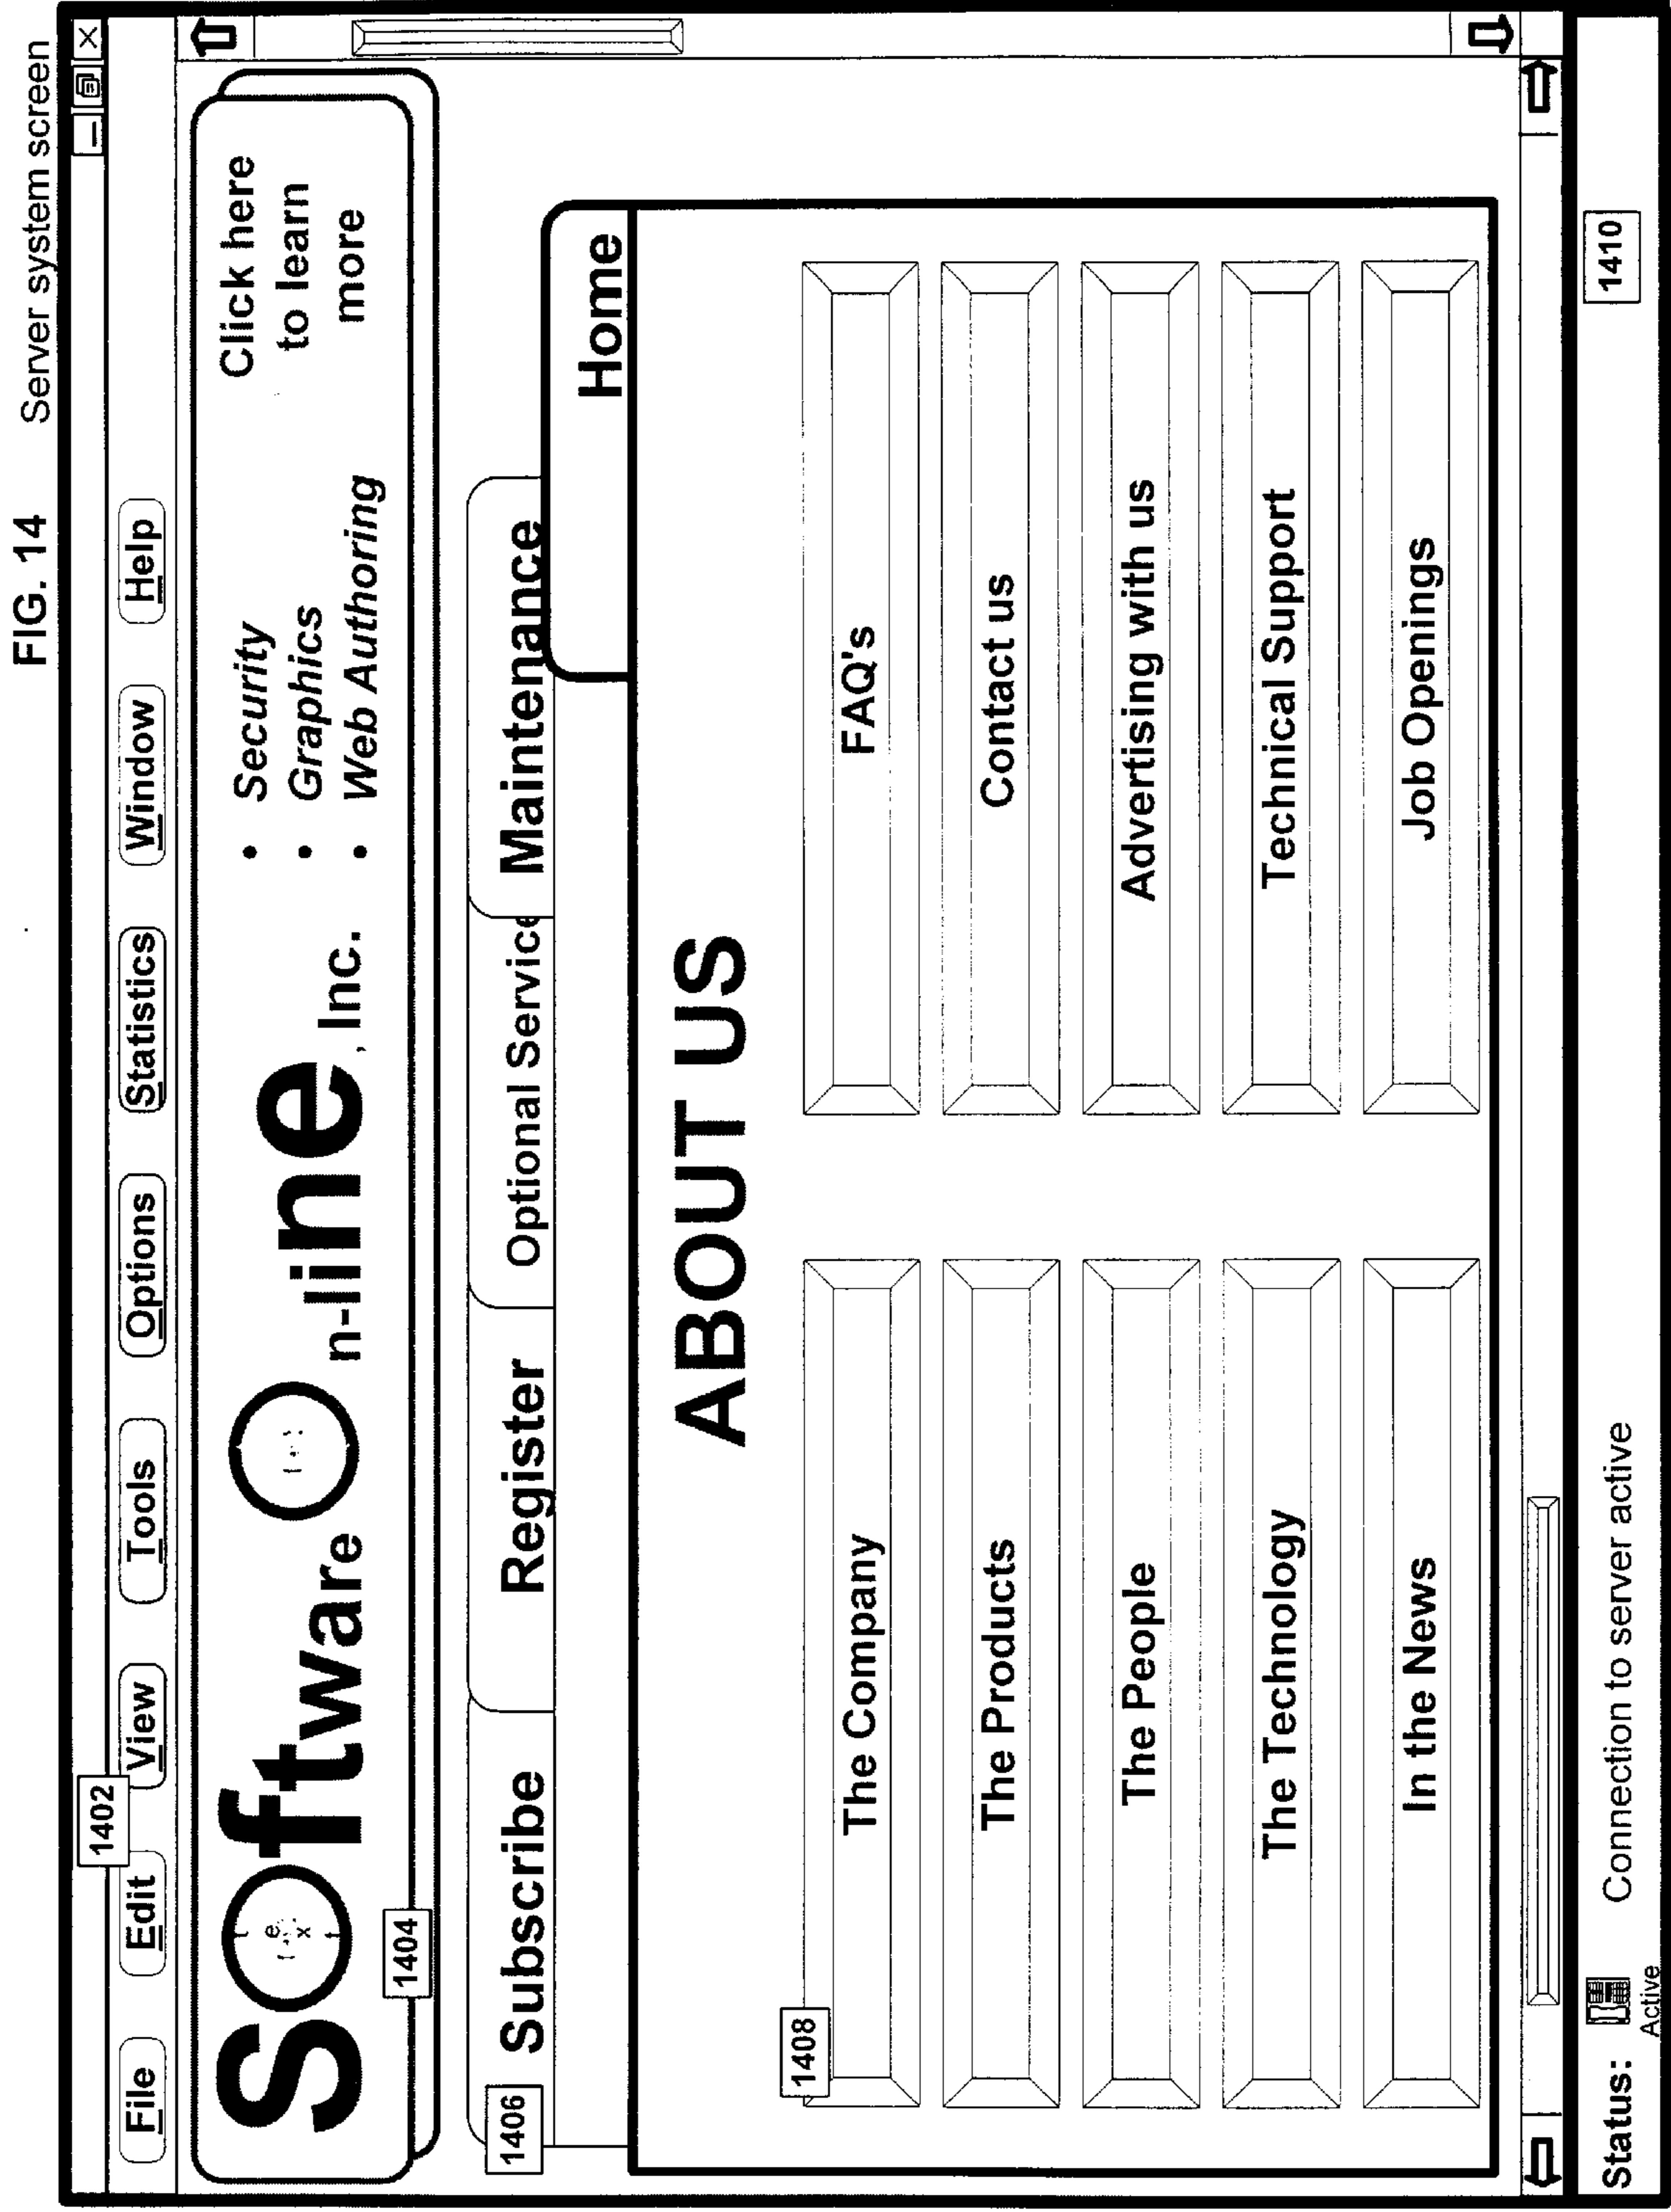 FIG. 14 Server system screen
1402
File Edit View Tools Options Statistics Window Help
Software On-line, Inc.
• Security
• Graphics
• Web Authoring
Click here
to learn
more
1404
1406 Subscribe Register Optional Service Maintenance
Home
ABOUT US
1408
The Company FAQ's
The Products Contact us
The People Advertising with us
The Technology Technical Support
In the News Job Openings
Status: Active Connection to server active 1410